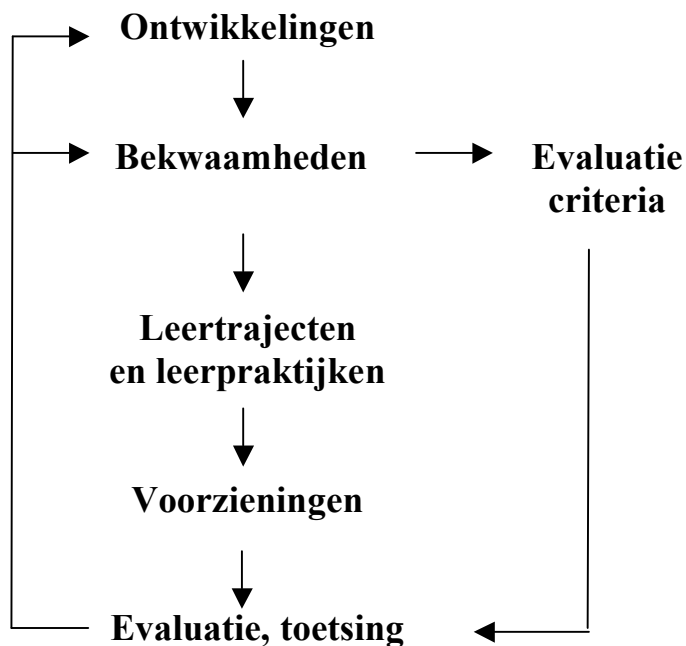 Ontwikkelingen
Bekwaamheden
Evaluatie
criteria
Leertrajecten
en leerpraktijken
Voorzieningen
Evaluatie, toetsing